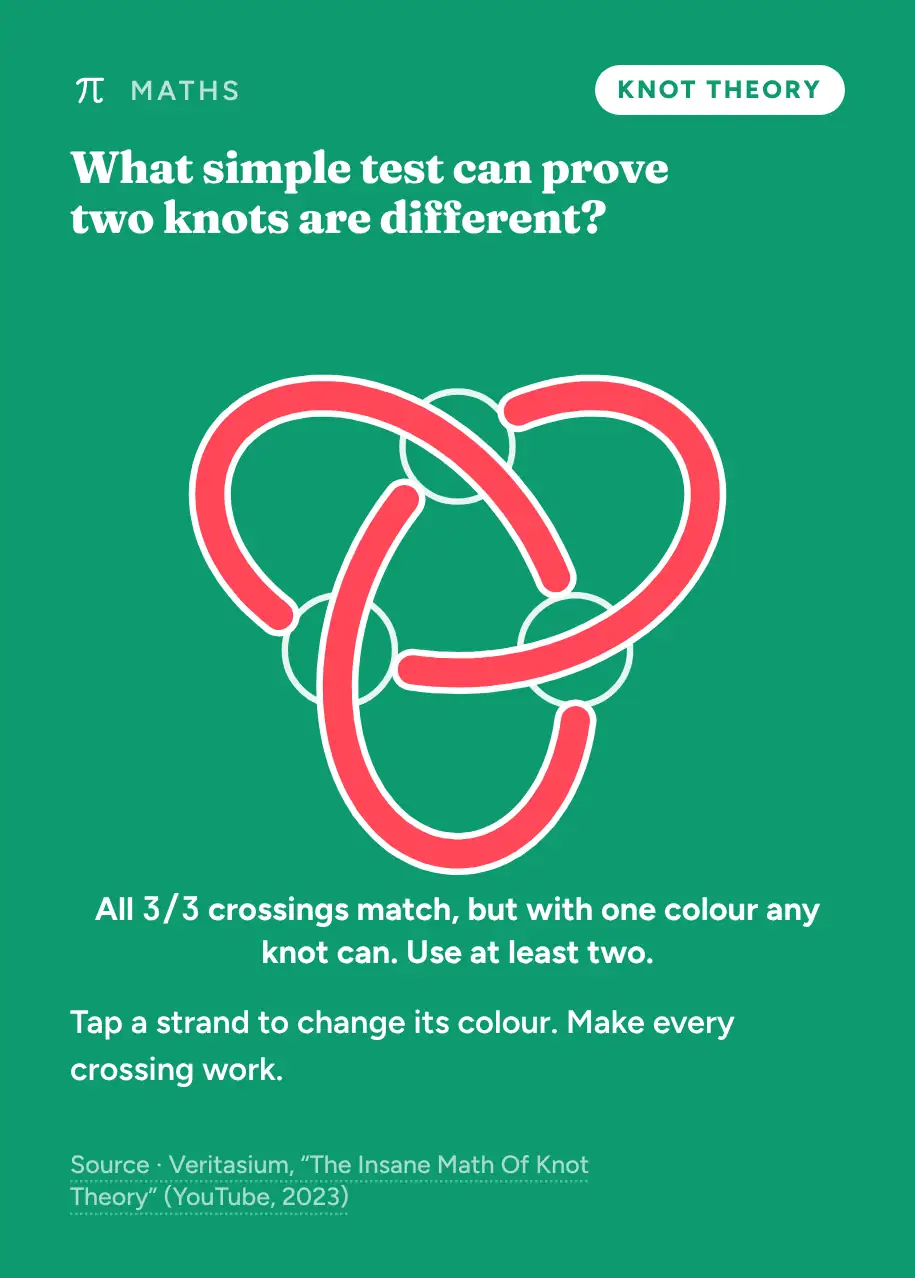 π MATHS
KNOT THEORY
What simple test can prove
two knots are different?
All 3/3 crossings match, but with one colour any
knot can. Use at least two.
Tap a strand to change its colour. Make every
crossing work.
Source · Veritasium, “The Insane Math Of Knot
Theory” (YouTube, 2023)